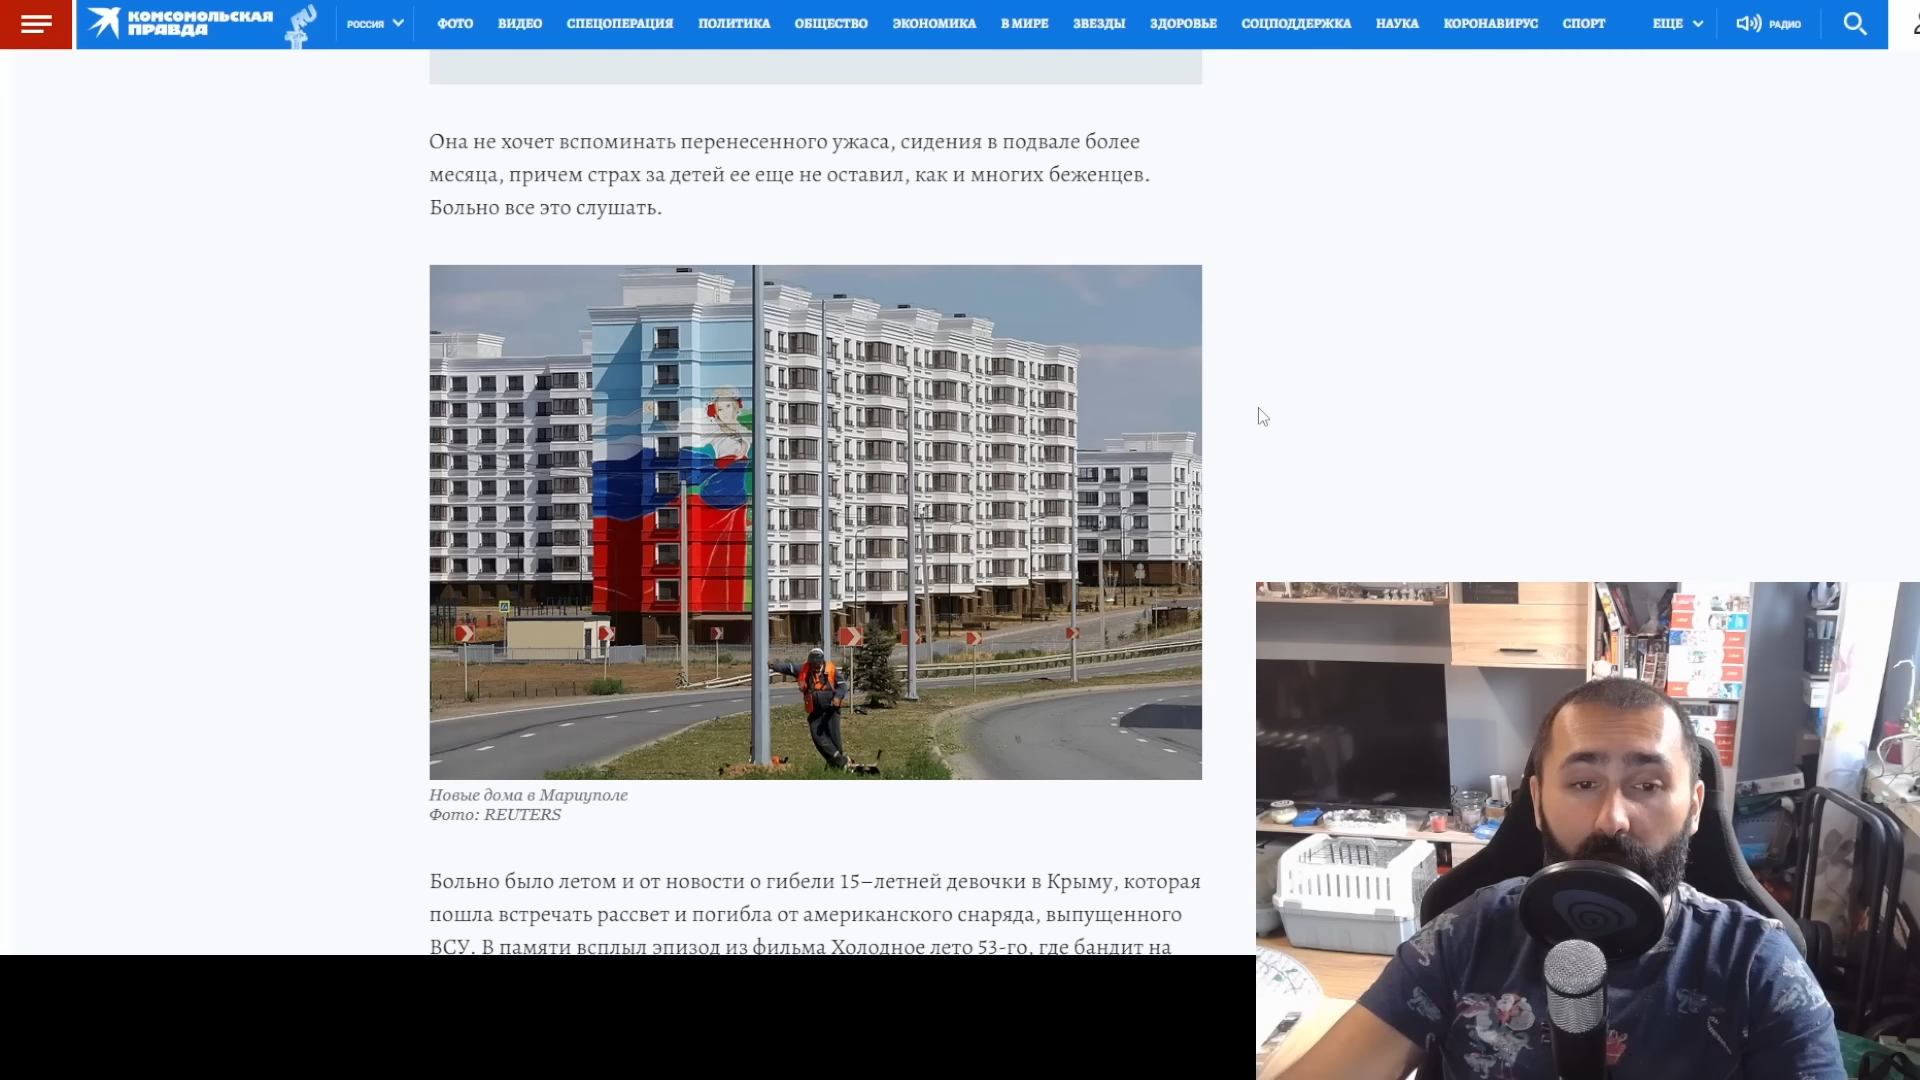 КОМСОМОЛЬСКАЯ
ПРАВДА
.RU
РОССИЯ
ФОТО
ВИДЕО
СПЕЦОПЕРАЦИЯ
ПОЛИТИКА
ОБЩЕСТВО
ЭКОНОМИКА
В МИРЕ
ЗВЕЗДЫ
ЗДОРОВЬЕ
СОЦПОДДЕРЖКА
НАУКА
КОРОНАВИРУС
СПОРТ
ЕЩЕ
РАДИО
Она не хочет вспоминать перенесенного ужаса, сидения в подвале более
месяца, причем страх за детей ее еще не оставил, как и многих беженцев.
Больно все это слушать.
Новые дома в Мариуполе
Фото: REUTERS
Больно было летом и от новости о гибели 15–летней девочки в Крыму, которая
пошла встречать рассвет и погибла от американского снаряда, выпущенного
ВСУ. В памяти всплыл эпизод из фильма Холодное лето 53-го, где бандит на